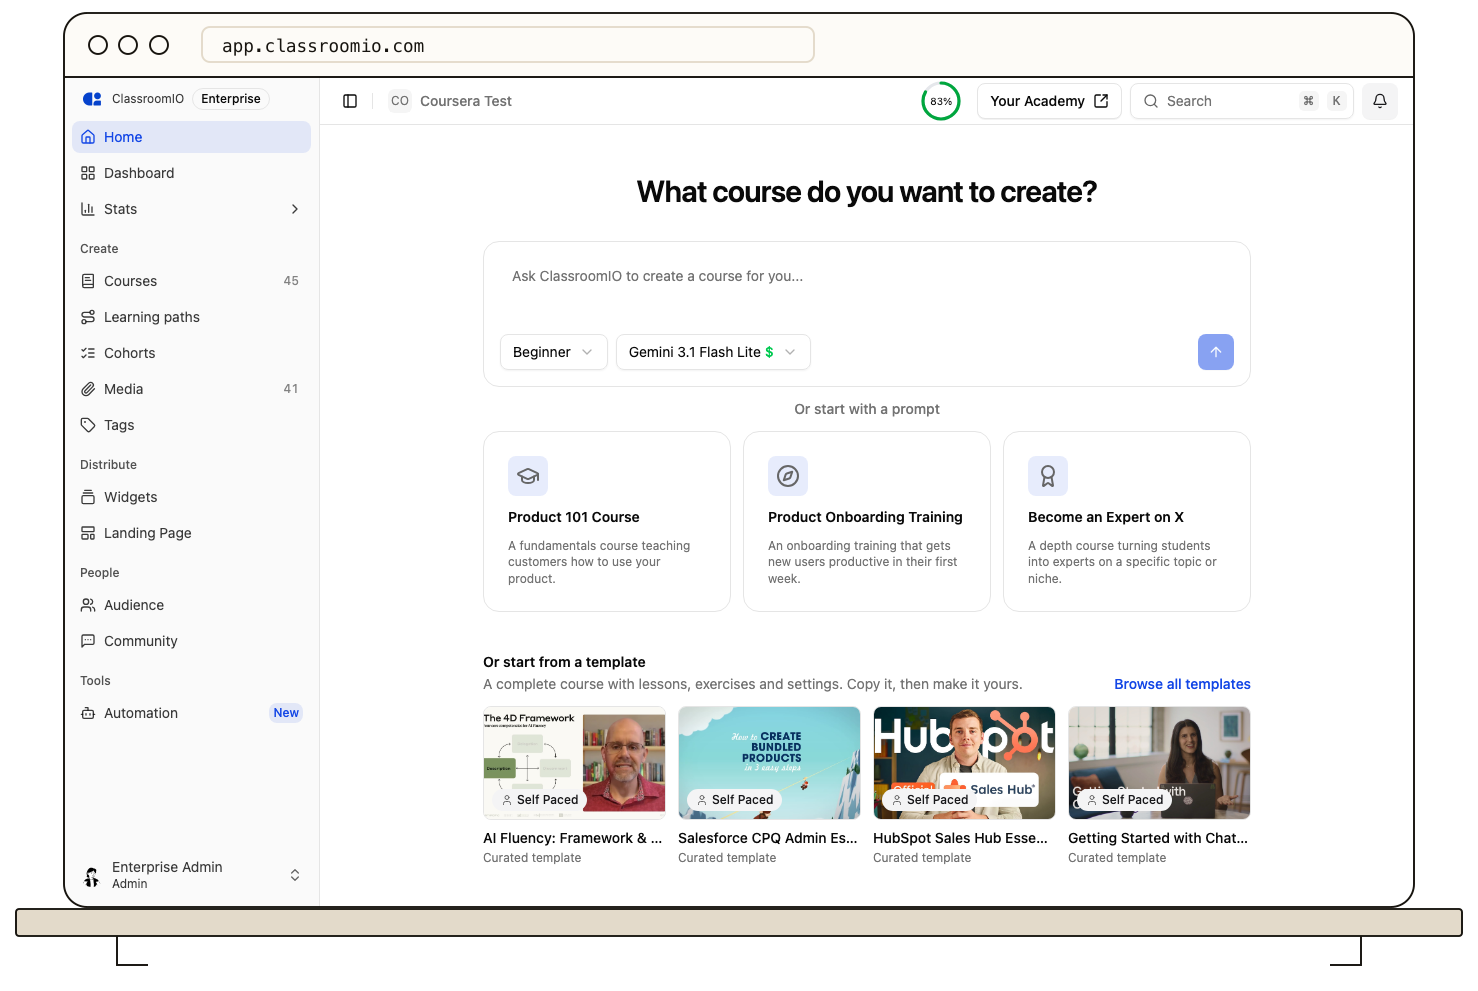 app.classroomio.com
ClassroomIO Enterprise
CO Coursera Test
83%
Your Academy
Search ⌘ K
Home
Dashboard
Stats
Create
Courses 45
Learning paths
Cohorts
Media 41
Tags
Distribute
Widgets
Landing Page
People
Audience
Community
Tools
Automation New
Enterprise Admin
Admin
What course do you want to create?
Ask ClassroomIO to create a course for you...
Beginner
Gemini 3.1 Flash Lite $
Or start with a prompt
Product 101 Course
A fundamentals course teaching
customers how to use your
product.
Product Onboarding Training
An onboarding training that gets
new users productive in their first
week.
Become an Expert on X
A depth course turning students
into experts on a specific topic or
niche.
Or start from a template
A complete course with lessons, exercises and settings. Copy it, then make it yours.
Browse all templates
The 4D Framework
Description
Self Paced
AI Fluency: Framework & ...
Curated template
How to CREATE
BUNDLED
PRODUCTS
in 3 easy steps
Self Paced
Salesforce CPQ Admin Es...
Curated template
HubSpot
Sales Hub
Self Paced
HubSpot Sales Hub Esse...
Curated template
Getting Started with
Self Paced
Getting Started with Chat...
Curated template